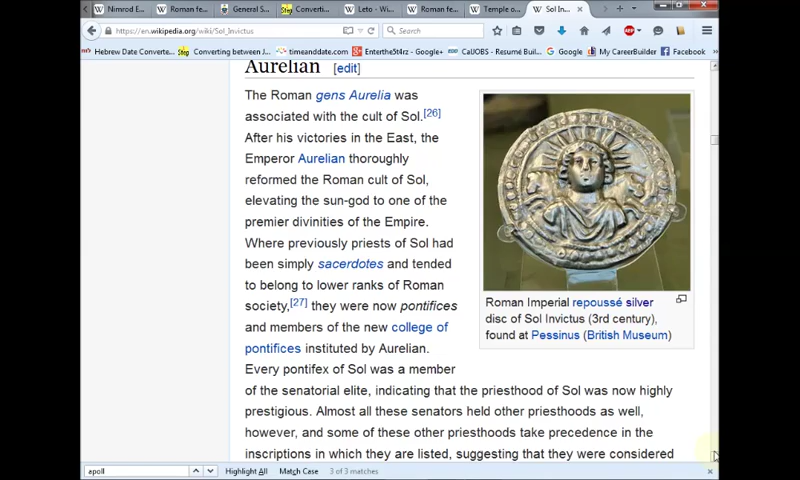 Nimrod E...
Roman fe...
General S...
Converti...
Leto - Wi...
Roman fe...
Temple o...
Sol In...
https://en.wikipedia.org/wiki/Sol_Invictus
Search
Hebrew Date Converte...
Converting between J...
timeanddate.com
Enterthe5t4rz - Google+
CalJOBS - Resumé Build...
Google
My CareerBuilder
Facebook
Aurelian [edit]
The Roman gens Aurelia was
associated with the cult of Sol.[26]
After his victories in the East, the
Emperor Aurelian thoroughly
reformed the Roman cult of Sol,
elevating the sun-god to one of the
premier divinities of the Empire.
Where previously priests of Sol had
been simply sacerdotes and tended
to belong to lower ranks of Roman
society,[27] they were now pontifices
and members of the new college of
pontifices instituted by Aurelian.
Every pontifex of Sol was a member
of the senatorial elite, indicating that the priesthood of Sol was now highly
prestigious. Almost all these senators held other priesthoods as well,
however, and some of these other priesthoods take precedence in the
inscriptions in which they are listed, suggesting that they were considered
Roman Imperial repoussé silver
disc of Sol Invictus (3rd century),
found at Pessinus (British Museum)
apoll
Highlight All
Match Case
3 of 3 matches